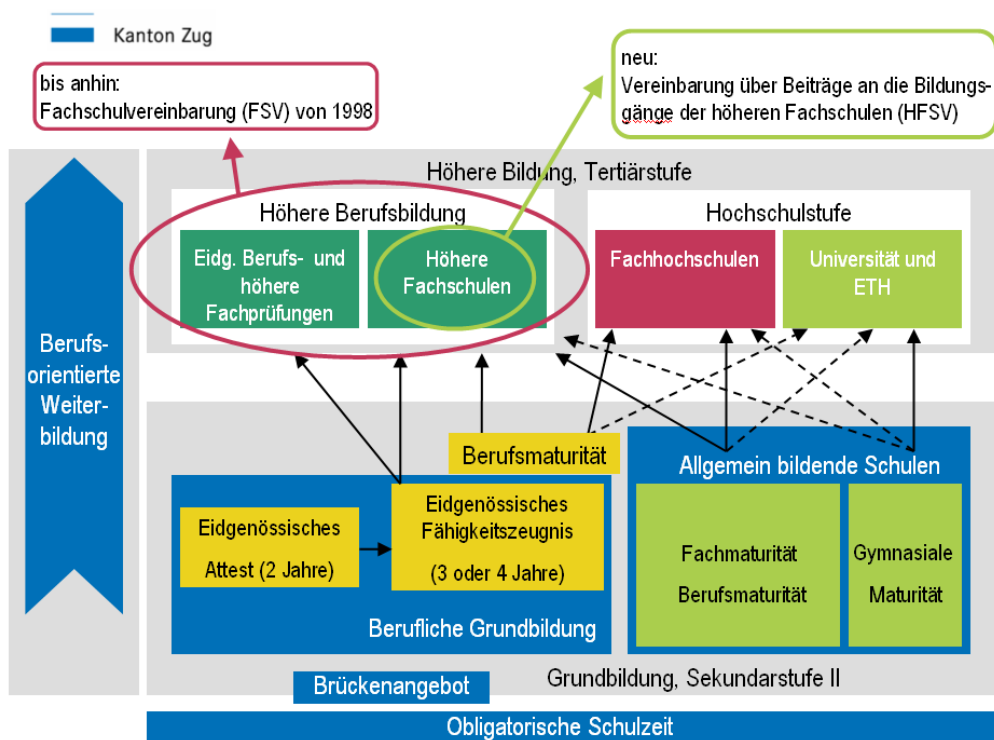 Kanton Zug
bis anhin:
Fachschulvereinbarung (FSV) von 1998
neu:
Vereinbarung über Beiträge an die Bildungs-
gänge der höheren Fachschulen (HFSV)
Höhere Bildung, Tertiärstufe
Höhere Berufsbildung
Hochschulstufe
Eidg. Berufs- und
höhere
Fachprüfungen
Höhere
Fachschulen
Fachhochschulen
Universität und
ETH
Berufs-
orientierte
Weiter-
bildung
Berufsmaturität
Allgemein bildende Schulen
Eidgenössisches
Attest (2 Jahre)
Eidgenössisches
Fähigkeitszeugnis
(3 oder 4 Jahre)
Fachmaturität
Berufsmaturität
Gymnasiale
Maturität
Berufliche Grundbildung
Grundbildung, Sekundarstufe II
Brückenangebot
Obligatorische Schulzeit